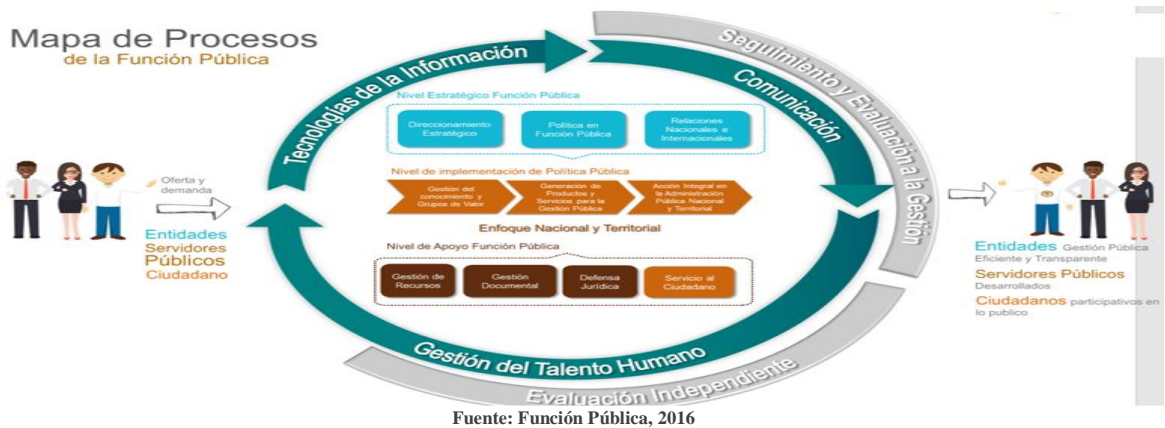 Mapa de Procesos
de la Función Pública
Tecnologías de la Información
Comunicación
Seguimiento y Evaluación a la Gestión
Gestión del Talento Humano
Evaluación Independiente
Oferta y
demanda
Entidades
Servidores
Públicos
Ciudadano
Nivel Estratégico Función Pública
Direccionamiento
Estratégico
Política en
Función Pública
Relaciones
Nacionales e
Internacionales
Nivel de implementación de Política Pública
Gestión del
conocimiento y
Grupos de Valor
Generación de
Productos y
Servicios para la
Gestión Pública
Acción Integral en
la Administración
Pública Nacional
y Territorial
Enfoque Nacional y Territorial
Nivel de Apoyo Función Pública
Gestión de
Recursos
Gestión
Documental
Defensa
Jurídica
Servicio al
Ciudadano
Entidades Gestión Pública
Eficiente y Transparente
Servidores Públicos
Desarrollados
Ciudadanos participativos en
lo publico
Fuente: Función Pública, 2016